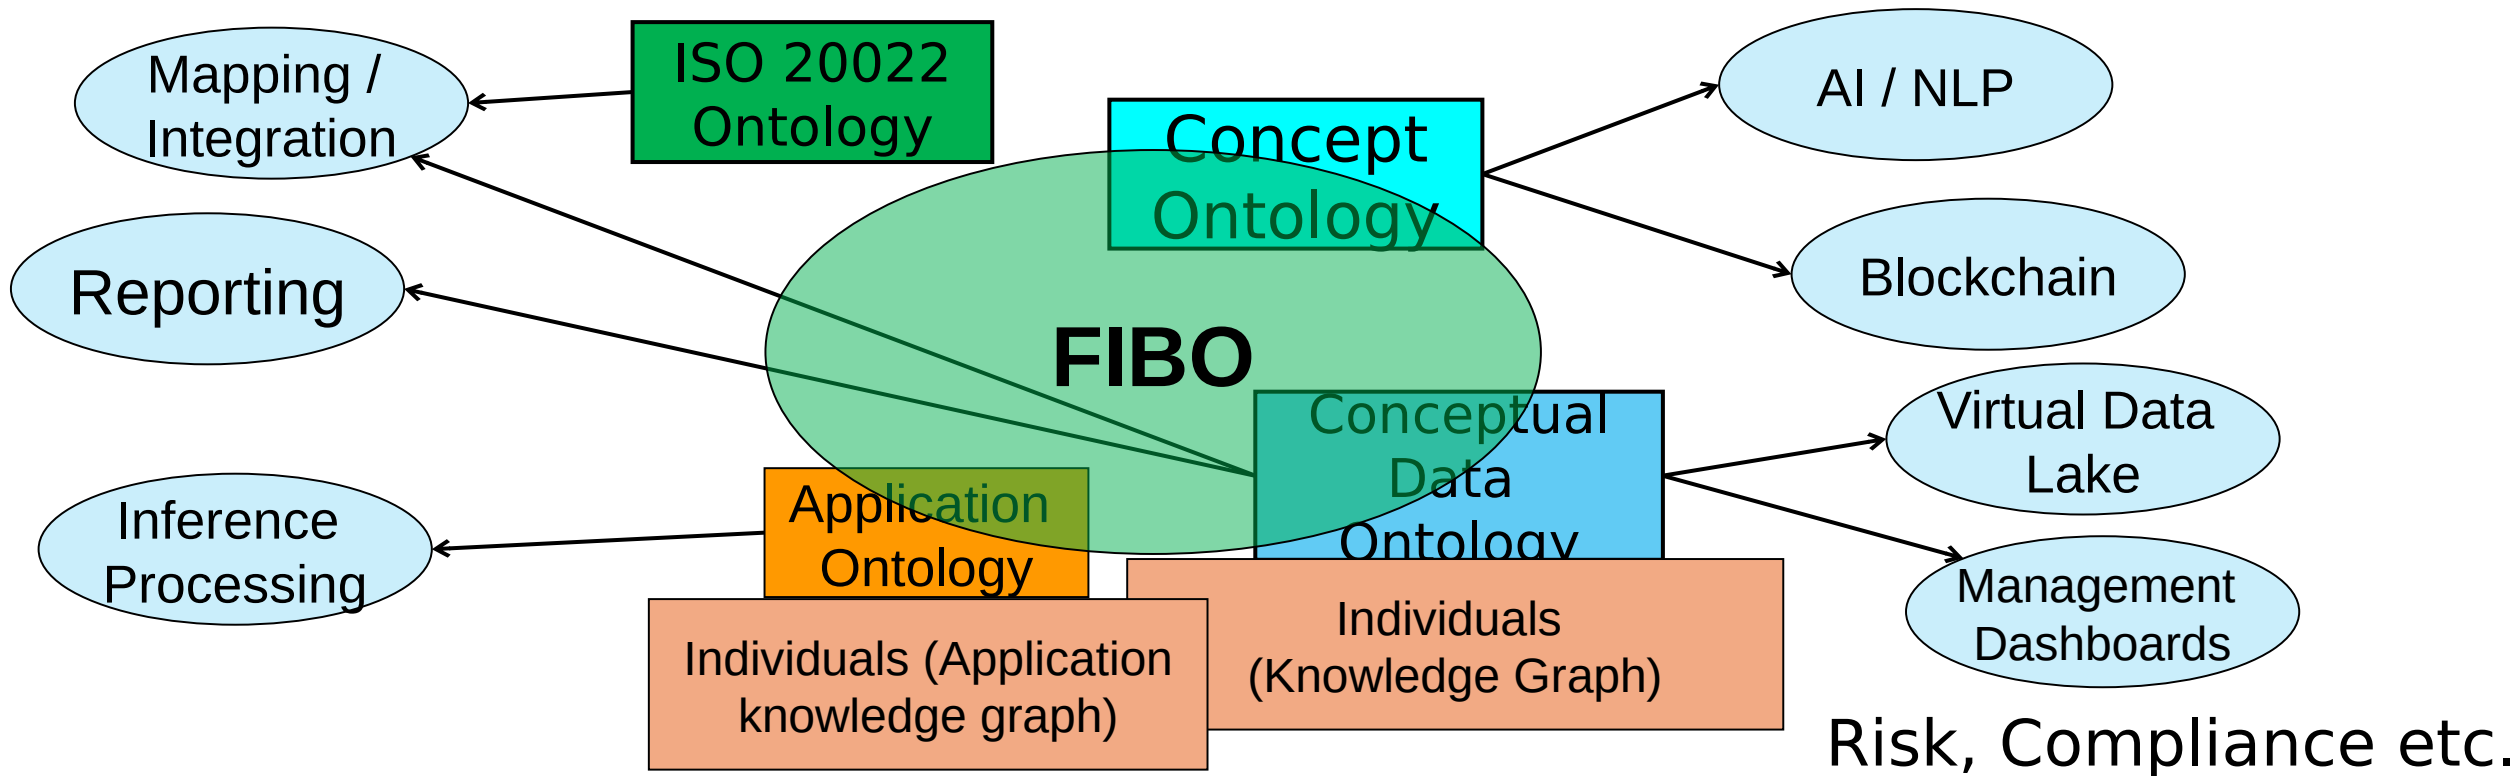 Mapping /
Integration
ISO 20022
Ontology
Concept
Ontology
AI / NLP
Reporting
Blockchain
FIBO
Conceptual
Data
Ontology
Virtual Data
Lake
Application
Ontology
Inference
Processing
Management
Dashboards
Individuals
(Knowledge Graph)
Individuals (Application
knowledge graph)
Risk, Compliance etc.